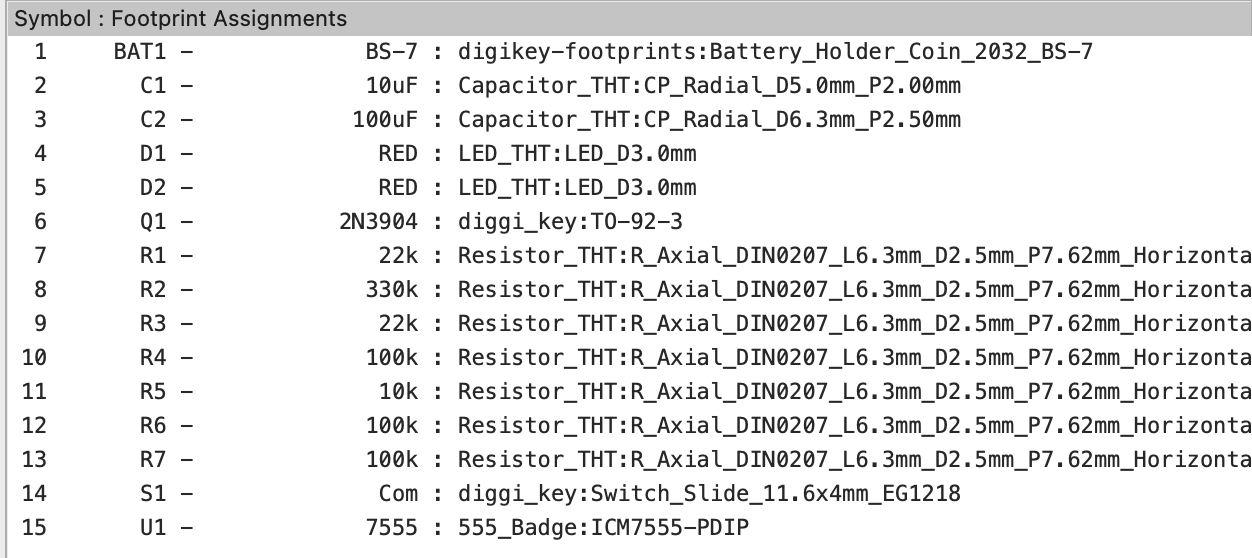 Symbol : Footprint Assignments
1 BAT1 - BS-7 : digikey-footprints:Battery_Holder_Coin_2032_BS-7
2 C1 - 10uF : Capacitor_THT:CP_Radial_D5.0mm_P2.00mm
3 C2 - 100uF : Capacitor_THT:CP_Radial_D6.3mm_P2.50mm
4 D1 - RED : LED_THT:LED_D3.0mm
5 D2 - RED : LED_THT:LED_D3.0mm
6 Q1 - 2N3904 : diggi_key:TO-92-3
7 R1 - 22k : Resistor_THT:R_Axial_DIN0207_L6.3mm_D2.5mm_P7.62mm_Horizonta
8 R2 - 330k : Resistor_THT:R_Axial_DIN0207_L6.3mm_D2.5mm_P7.62mm_Horizonta
9 R3 - 22k : Resistor_THT:R_Axial_DIN0207_L6.3mm_D2.5mm_P7.62mm_Horizonta
10 R4 - 100k : Resistor_THT:R_Axial_DIN0207_L6.3mm_D2.5mm_P7.62mm_Horizonta
11 R5 - 10k : Resistor_THT:R_Axial_DIN0207_L6.3mm_D2.5mm_P7.62mm_Horizonta
12 R6 - 100k : Resistor_THT:R_Axial_DIN0207_L6.3mm_D2.5mm_P7.62mm_Horizonta
13 R7 - 100k : Resistor_THT:R_Axial_DIN0207_L6.3mm_D2.5mm_P7.62mm_Horizonta
14 S1 - Com : diggi_key:Switch_Slide_11.6x4mm_EG1218
15 U1 - 7555 : 555_Badge:ICM7555-PDIP